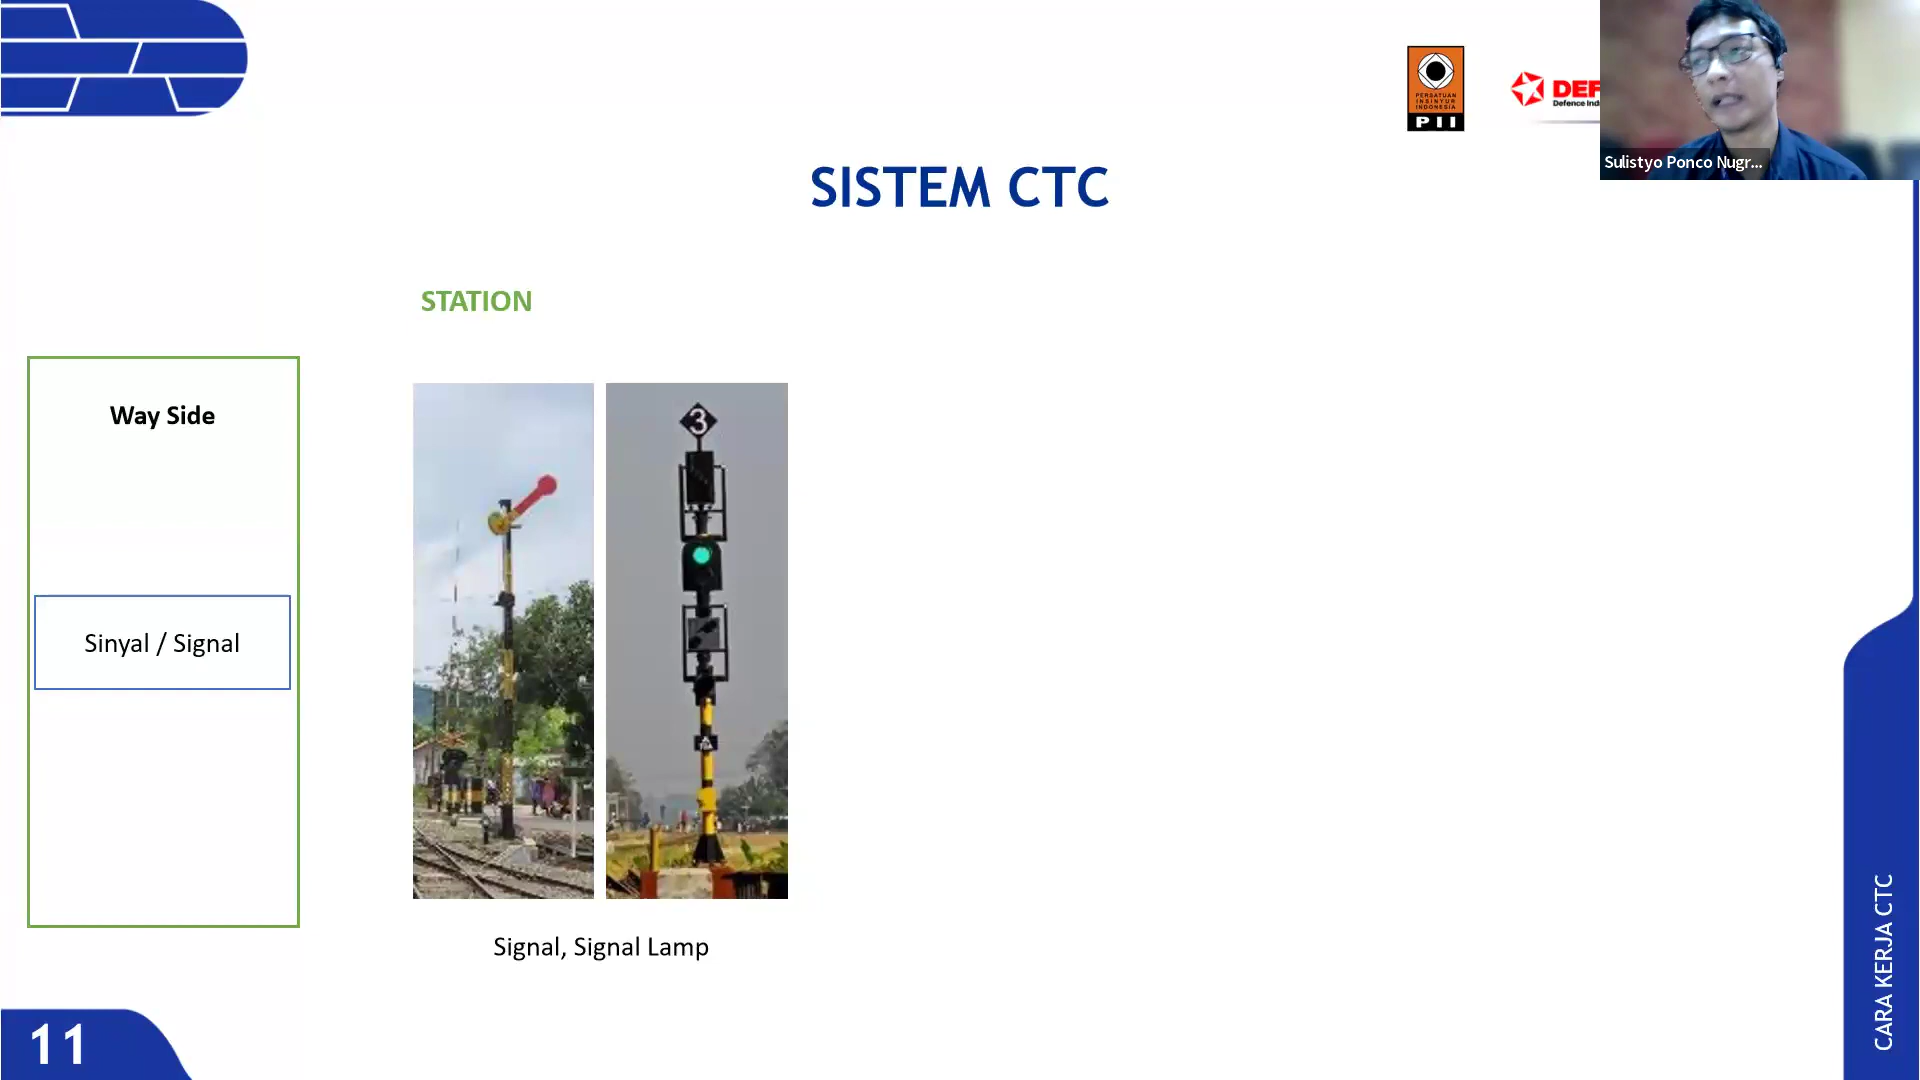 PERSATUAN
INSINYUR
INDONESIA
PII
DEF
Defence Ind
Sulistyo Ponco Nugr...
SISTEM CTC
STATION
Way Side
Sinyal / Signal
3
Signal, Signal Lamp
CARA KERJA CTC
11